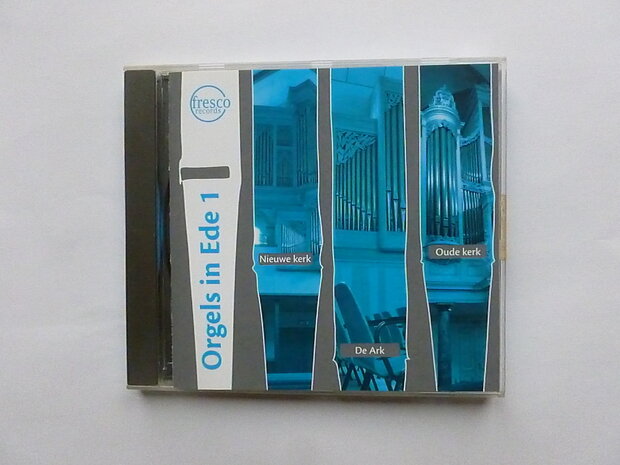 fresco
records
Orgels in Ede 1
Nieuwe kerk
De Ark
Oude kerk